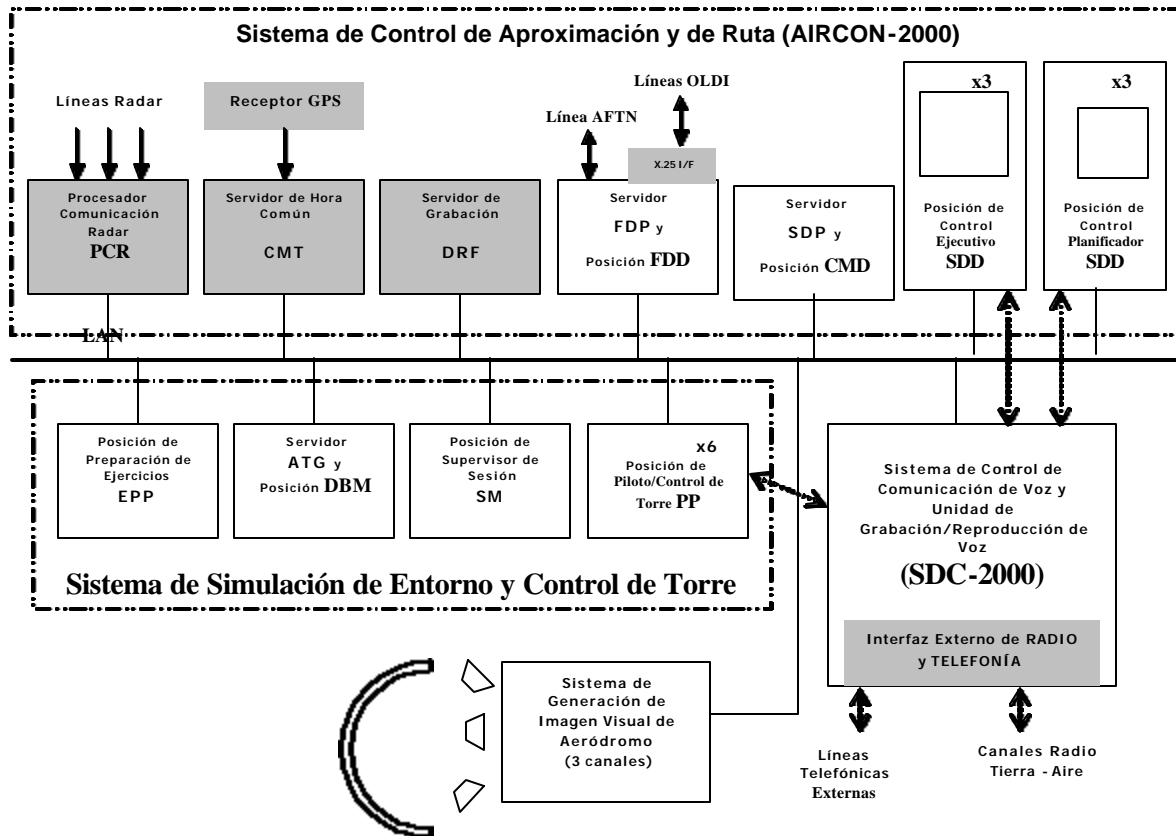 Sistema de Control de Aproximación y de Ruta (AIRCON-2000)
Líneas Radar
Receptor GPS
Línea AFTN
Líneas OLDI
X.25 I/F
x3
x3
Procesador
Comunicación
Radar
PCR
Servidor de Hora
Común
CMT
Servidor de
Grabación
DRF
Servidor
FDP y
Posición FDD
Servidor
SDP y
Posición CMD
Posición de
Control
Ejecutivo
SDD
Posición de
Control
Planificador
SDD
LAN
Posición de
Preparación de
Ejercicios
EPP
Servidor
ATG y
Posición DBM
Posición de
Supervisor de
Sesión
SM
x6
Posición de
Piloto/Control de
Torre PP
Sistema de Simulación de Entorno y Control de Torre
Sistema de Control de
Comunicación de Voz y
Unidad de
Grabación/Reproducción de
Voz
(SDC-2000)
Interfaz Externo de RADIO
y TELEFONÍA
Sistema de
Generación de
Imagen Visual de
Aeródromo
(3 canales)
Líneas
Telefónicas
Externas
Canales Radio
Tierra - Aire